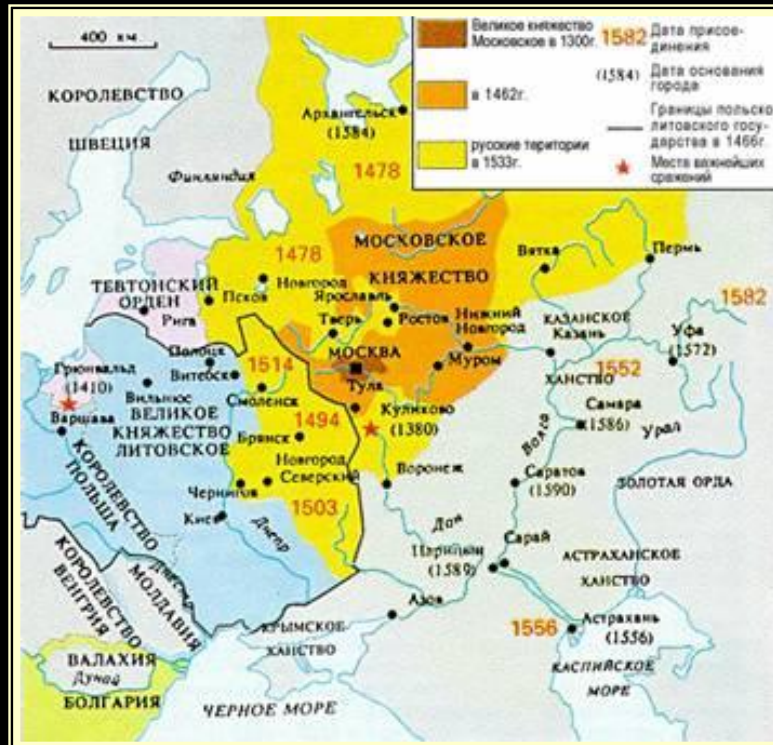 400 км
Великое княжество
Московское в 1300г.
в 1462г.
русские територии
в 1533г.
1582 Дата присое-
динения
(1584) Дата основания
города
Границы польско
литовского госу-
дарства в 1466г.
Места важнейших
сражений
КОРОЛЕВСТВО
ШВЕЦИЯ
Финляндия
Архангельск
(1584)
1478
1478
МОСКОВСКОЕ
КНЯЖЕСТВО
Вятка
Пермь
1582
ТЕВТОНСКИЙ
ОРДЕН
Рига
Псков
Новгород
Ярославль
Тверь
Ростов
Нижний
Новгород
КАЗАНСКОЕ
Казань
ХАНСТВО
1552
Уфа
(1572)
Полоцк
1514
МОСКВА
Муром
Грюнвальд
(1410)
Витебск
Смоленск
Тула
Вильнюс
Варшава
ВЕЛИКОЕ
КНЯЖЕСТВО
ЛИТОВСКОЕ
1494
Куликово
(1380)
Самара
(1586)
Урал
Волга
Брянск
Новгород
Северский
Воронеж
Саратов
(1590)
ЗОЛОТАЯ ОРДА
КОРОЛЕВСТВО
ПОЛЬША
Чернигов
1503
Киев
Днепр
Дон
Царицын
(1589)
Сарай
АСТРАХАНСКОЕ
ХАНСТВО
КОРОЛЕВСТВО
ВЕНГРИЯ
МОЛДАВИЯ
Азов
1556
Астрахань
(1556)
КРЫМСКОЕ
ХАНСТВО
КАСПИЙСКОЕ
МОРЕ
ВАЛАХИЯ
Дунай
БОЛГАРИЯ
ЧЕРНОЕ МОРЕ